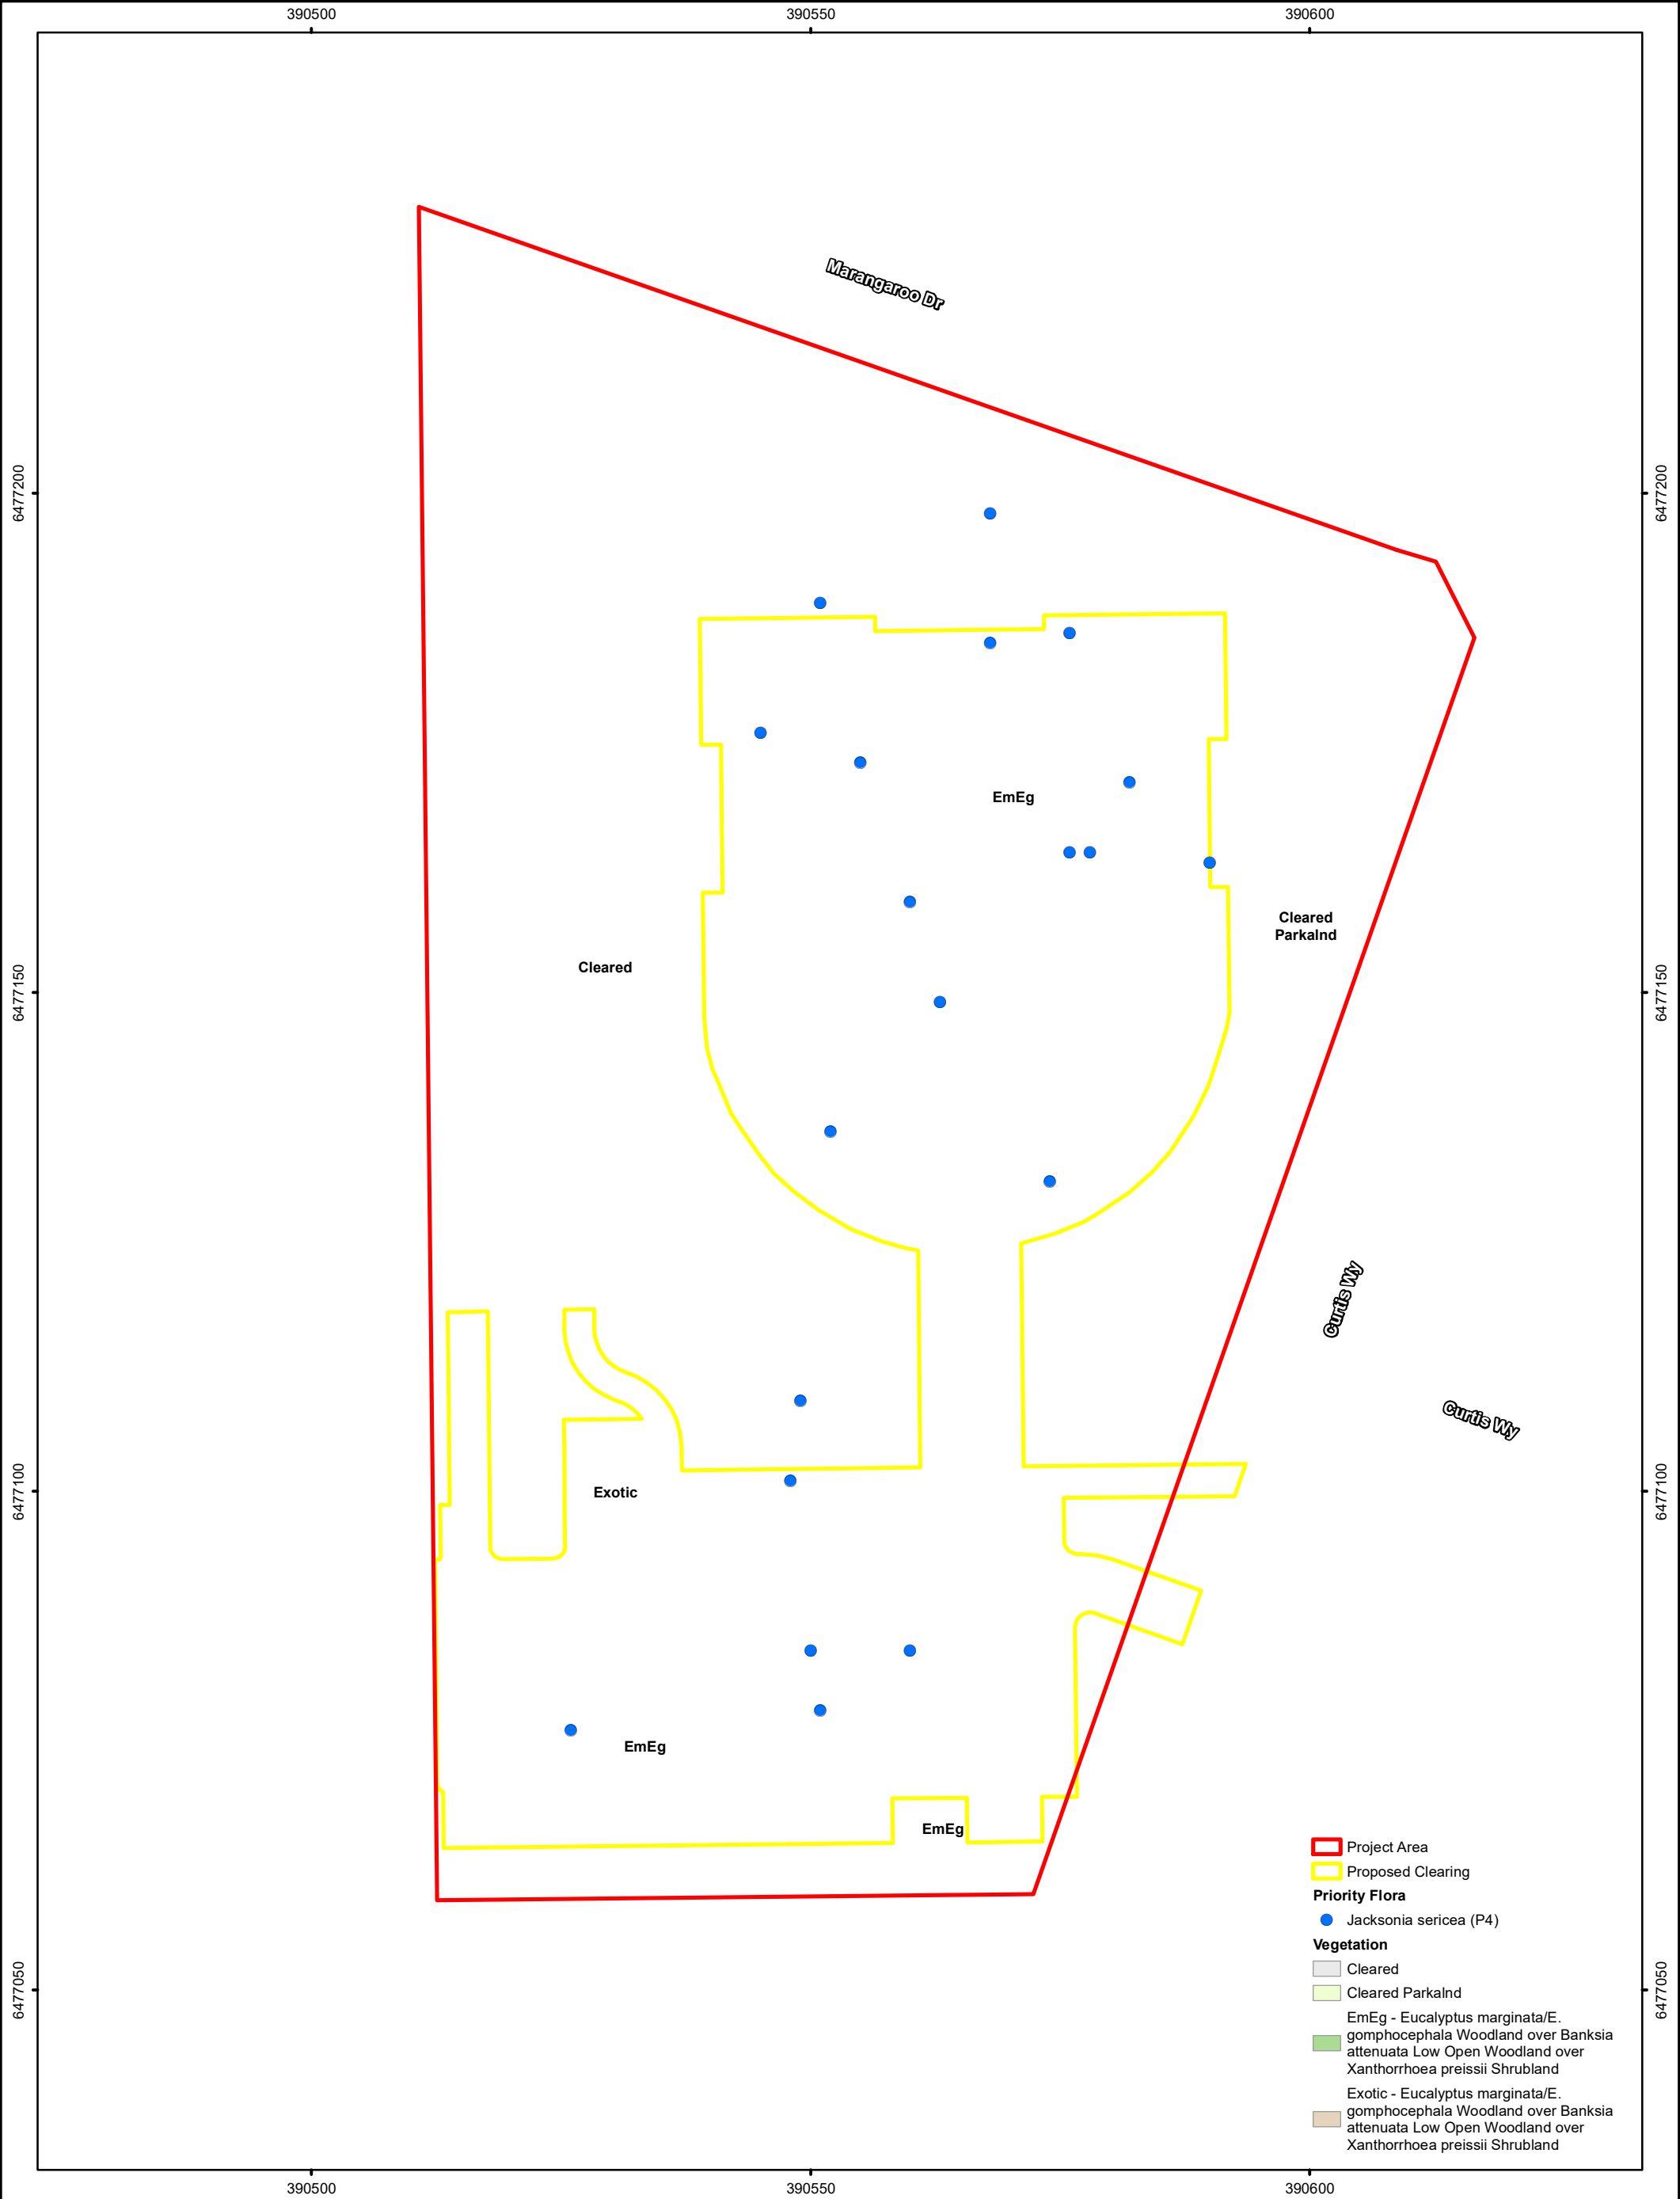 390500
390550
390600
Marangaroo Dr
6477200
6477200
EmEg
Cleared
Parkalnd
Cleared
6477150
6477150
Curtis Wy
Curtis Wy
6477100
6477100
Exotic
EmEg
EmEg
Project Area
Proposed Clearing
Priority Flora
Jacksonia sericea (P4)
Vegetation
Cleared
Cleared Parkalnd
EmEg - Eucalyptus marginata/E.
gomphocephala Woodland over Banksia
attenuata Low Open Woodland over
Xanthorrhoea preissii Shrubland
Exotic - Eucalyptus marginata/E.
gomphocephala Woodland over Banksia
attenuata Low Open Woodland over
Xanthorrhoea preissii Shrubland
6477050
6477050
390500
390550
390600